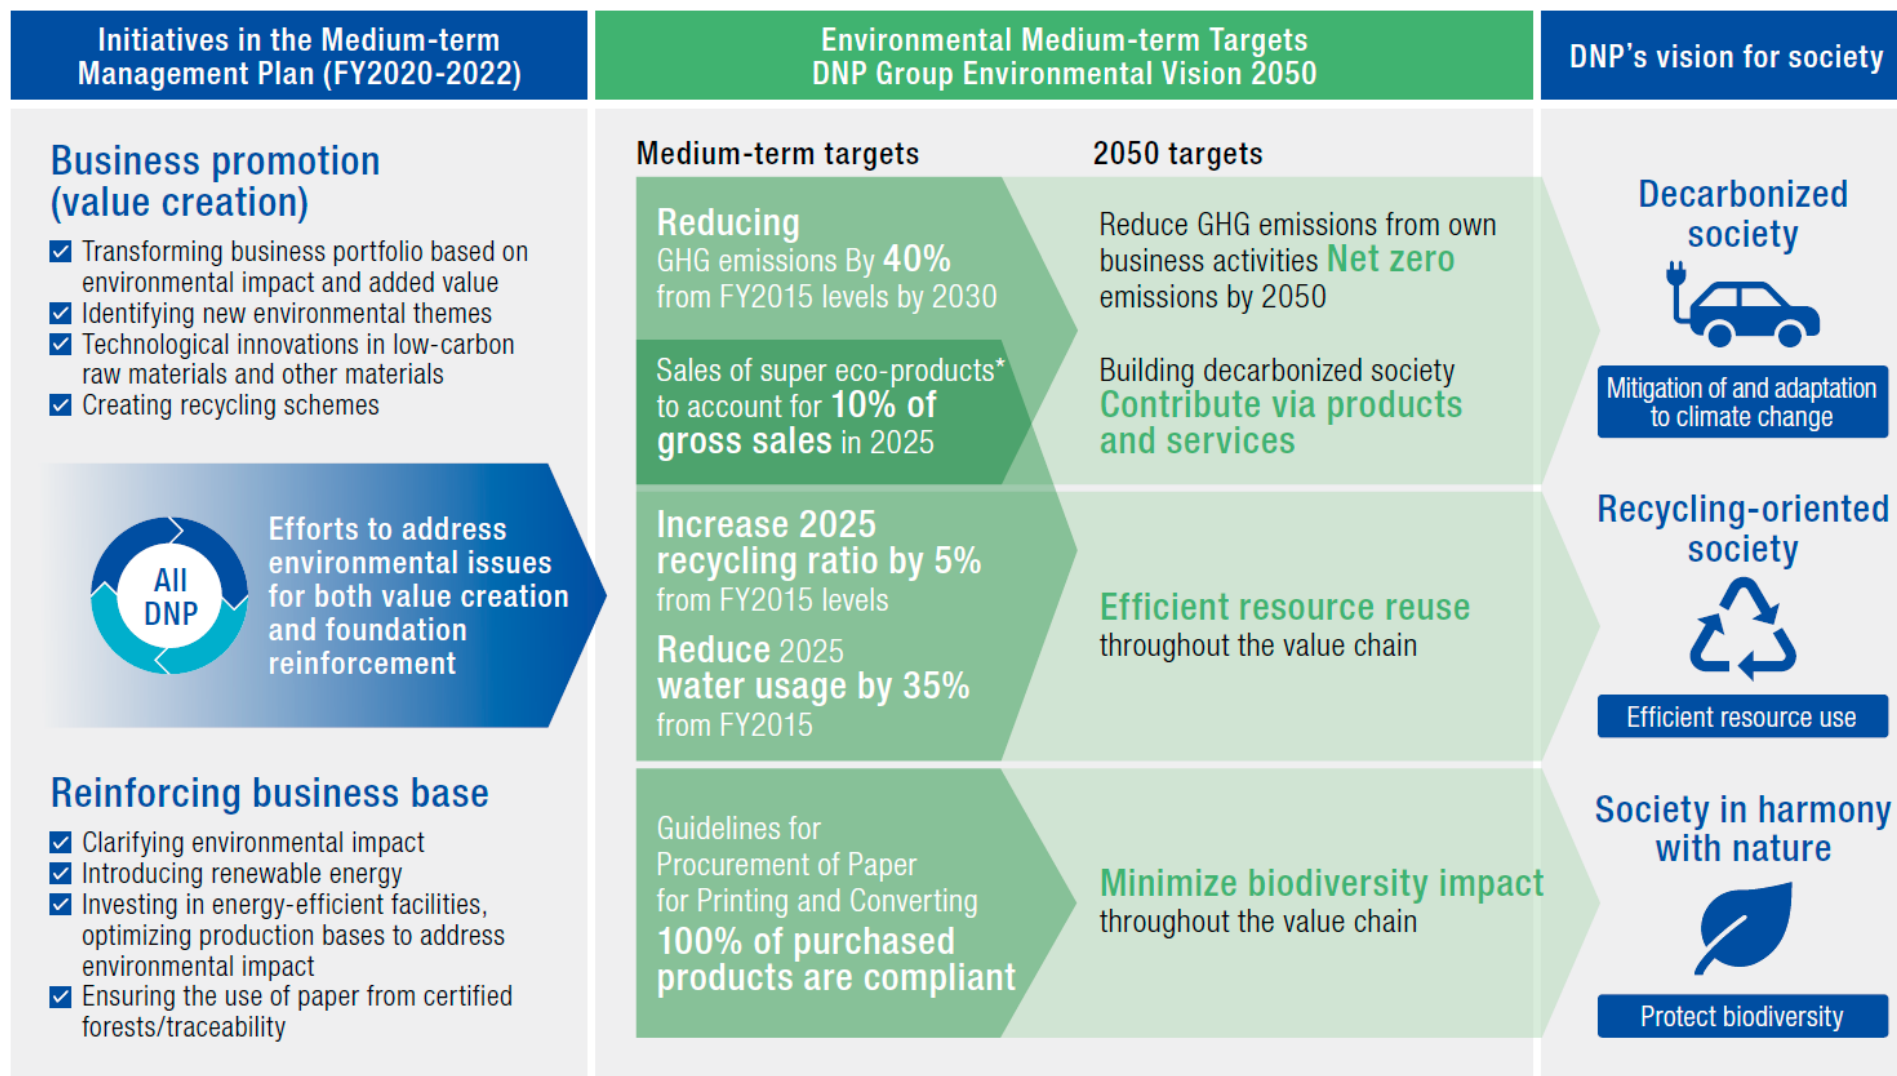 Initiatives in the Medium-term
Management Plan (FY2020-2022)
Environmental Medium-term Targets
DNP Group Environmental Vision 2050
DNP's vision for society
Business promotion
(value creation)
Transforming business portfolio based on
environmental impact and added value
Identifying new environmental themes
Technological innovations in low-carbon
raw materials and other materials
Creating recycling schemes
All
DNP
Efforts to address
environmental issues
for both value creation
and foundation
reinforcement
Reinforcing business base
Clarifying environmental impact
Introducing renewable energy
Investing in energy-efficient facilities,
optimizing production bases to address
environmental impact
Ensuring the use of paper from certified
forests/traceability
Medium-term targets
Reducing
GHG emissions By 40%
from FY2015 levels by 2030
Sales of super eco-products*
to account for 10% of
gross sales in 2025
Increase 2025
recycling ratio by 5%
from FY2015 levels
Reduce 2025
water usage by 35%
from FY2015
Guidelines for
Procurement of Paper
for Printing and Converting
100% of purchased
products are compliant
2050 targets
Reduce GHG emissions from own
business activities Net zero
emissions by 2050
Building decarbonized society
Contribute via products
and services
Efficient resource reuse
throughout the value chain
Minimize biodiversity impact
throughout the value chain
Decarbonized
society
Mitigation of and adaptation
to climate change
Recycling-oriented
society
Efficient resource use
Society in harmony
with nature
Protect biodiversity